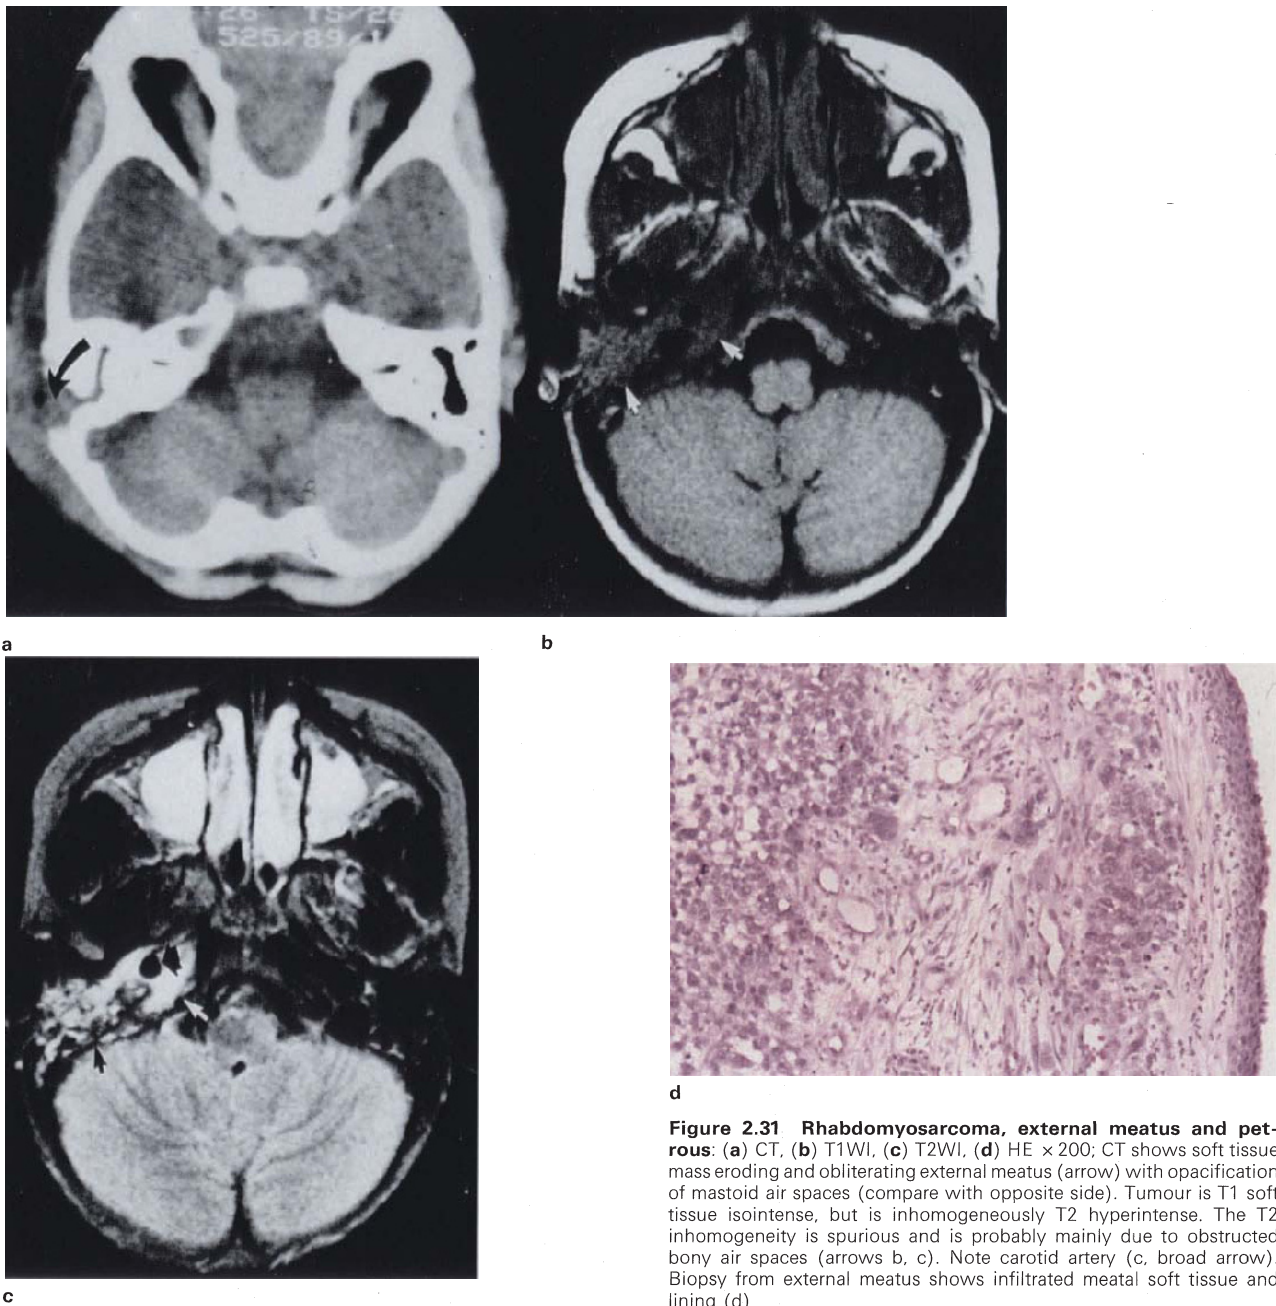 26 TS/26
525/89/1
a
b
c
d
Figure 2.31 Rhabdomyosarcoma, external meatus and pet-
rous: (a) CT, (b) T1WI, (c) T2WI, (d) HE ×200; CT shows soft tissue
mass eroding and obliterating external meatus (arrow) with opacification
of mastoid air spaces (compare with opposite side). Tumour is T1 soft
tissue isointense, but is inhomogeneously T2 hyperintense. The T2
inhomogeneity is spurious and is probably mainly due to obstructed
bony air spaces (arrows b, c). Note carotid artery (c, broad arrow).
Biopsy from external meatus shows infiltrated meatal soft tissue and
lining (d)